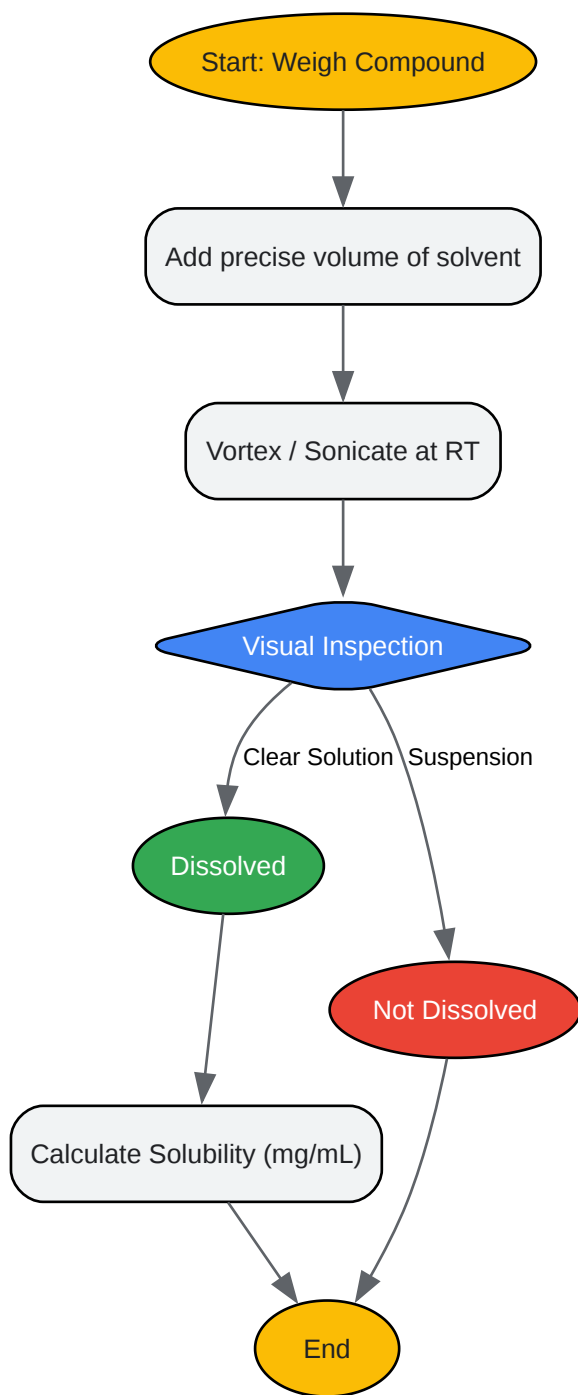 Start: Weigh Compound
Add precise volume of solvent
Vortex / Sonicate at RT
Visual Inspection
Clear Solution
Suspension
Dissolved
Not Dissolved
Calculate Solubility (mg/mL)
End